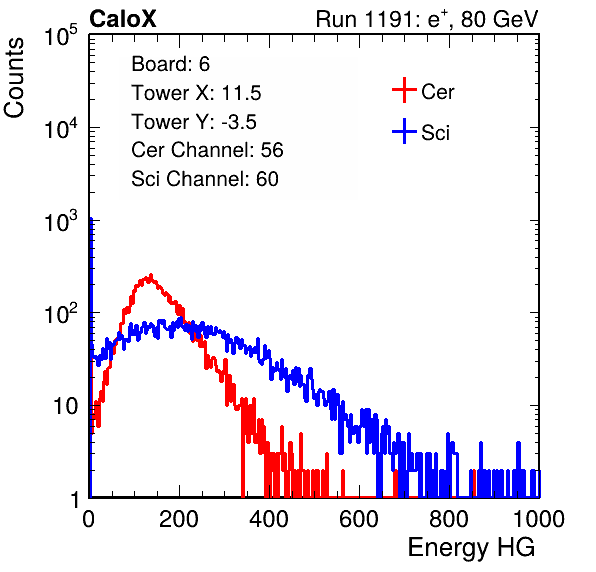 CaloX Run 1191: e⁺, 80 GeV
Counts
Board: 6
Tower X: 11.5
Tower Y: -3.5
Cer Channel: 56
Sci Channel: 60
Cer
Sci
10⁵
10⁴
10³
10²
10
1
0 200 400 600 800 1000
Energy HG